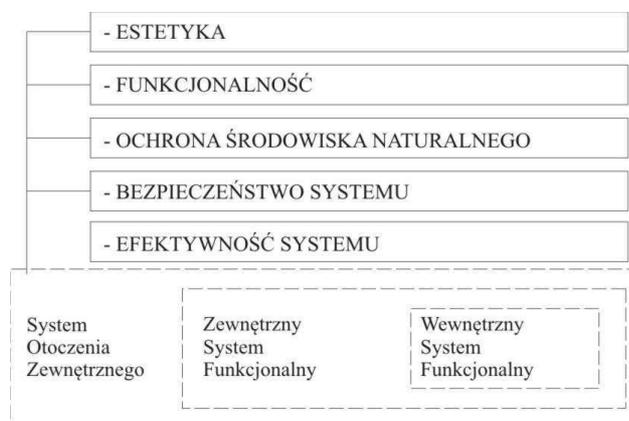 - ESTETYKA
- FUNKCJONALNOŚĆ
- OCHRONA ŚRODOWISKA NATURALNEGO
- BEZPIECZEŃSTWO SYSTEMU
- EFEKTYWNOŚĆ SYSTEMU
System
Otoczenia
Zewnętrznego
Zewnętrzny
System
Funkcjonalny
Wewnętrzny
System
Funkcjonalny